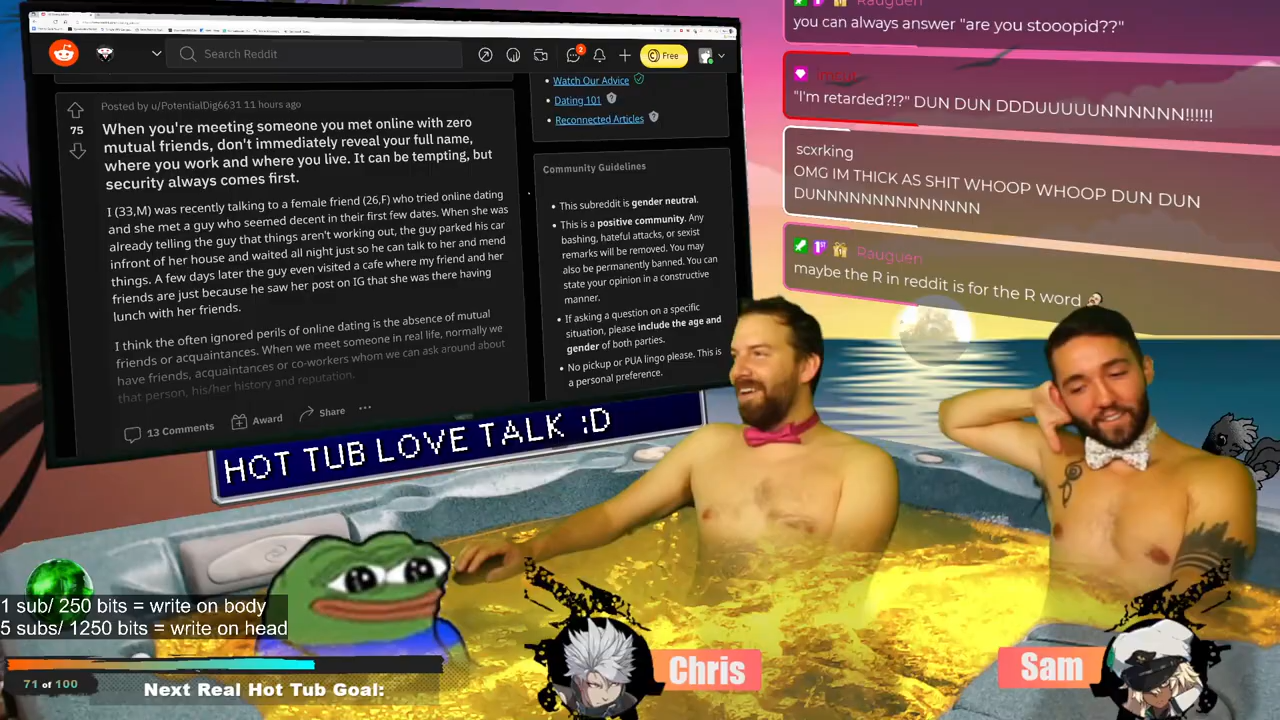 Search Reddit
2
Free
Posted by u/PotentialDig6631 11 hours ago
75
When you're meeting someone you met online with zero
mutual friends, don't immediately reveal your full name,
where you work and where you live. It can be tempting, but
security always comes first.
I (33,M) was recently talking to a female friend (26,F) who tried online dating
and she met a guy who seemed decent in their first few dates. When she was
already telling the guy that things aren't working out, the guy parked his car
infront of her house and waited all night just so he can talk to her and mend
things. A few days later the guy even visited a cafe where my friend and her
friends are just because he saw her post on IG that she was there having
lunch with her friends.
I think the often ignored perils of online dating is the absence of mutual
friends or acquaintances. When we meet someone in real life, normally we
have friends, acquaintances or co-workers whom we can ask around about
that person, his/her history and reputation.
13 Comments
Award
Share
Watch Our Advice
Dating 101
Reconnected Articles
Community Guidelines
This subreddit is gender neutral.
This is a positive community. Any
bashing, hateful attacks, or sexist
remarks will be removed. You may
also be permanently banned. You can
state your opinion in a constructive
manner.
If asking a question on a specific
situation, please include the age and
gender of both parties.
No pickup or PUA lingo please. This is
a personal preference.
Rauguen
you can always answer "are you stooopid??"
"I'm retarded?!?" DUN DUN DDDUUUUUNNNNNN!!!!!!
scxrking
OMG IM THICK AS SHIT WHOOP WHOOP DUN DUN
DUNNNNNNNNNNNNN
Rauguen
maybe the R in reddit is for the R word
HOT TUB LOVE TALK :D
1 sub/ 250 bits = write on body
5 subs/ 1250 bits = write on head
71 of 100
Next Real Hot Tub Goal:
Chris
Sam